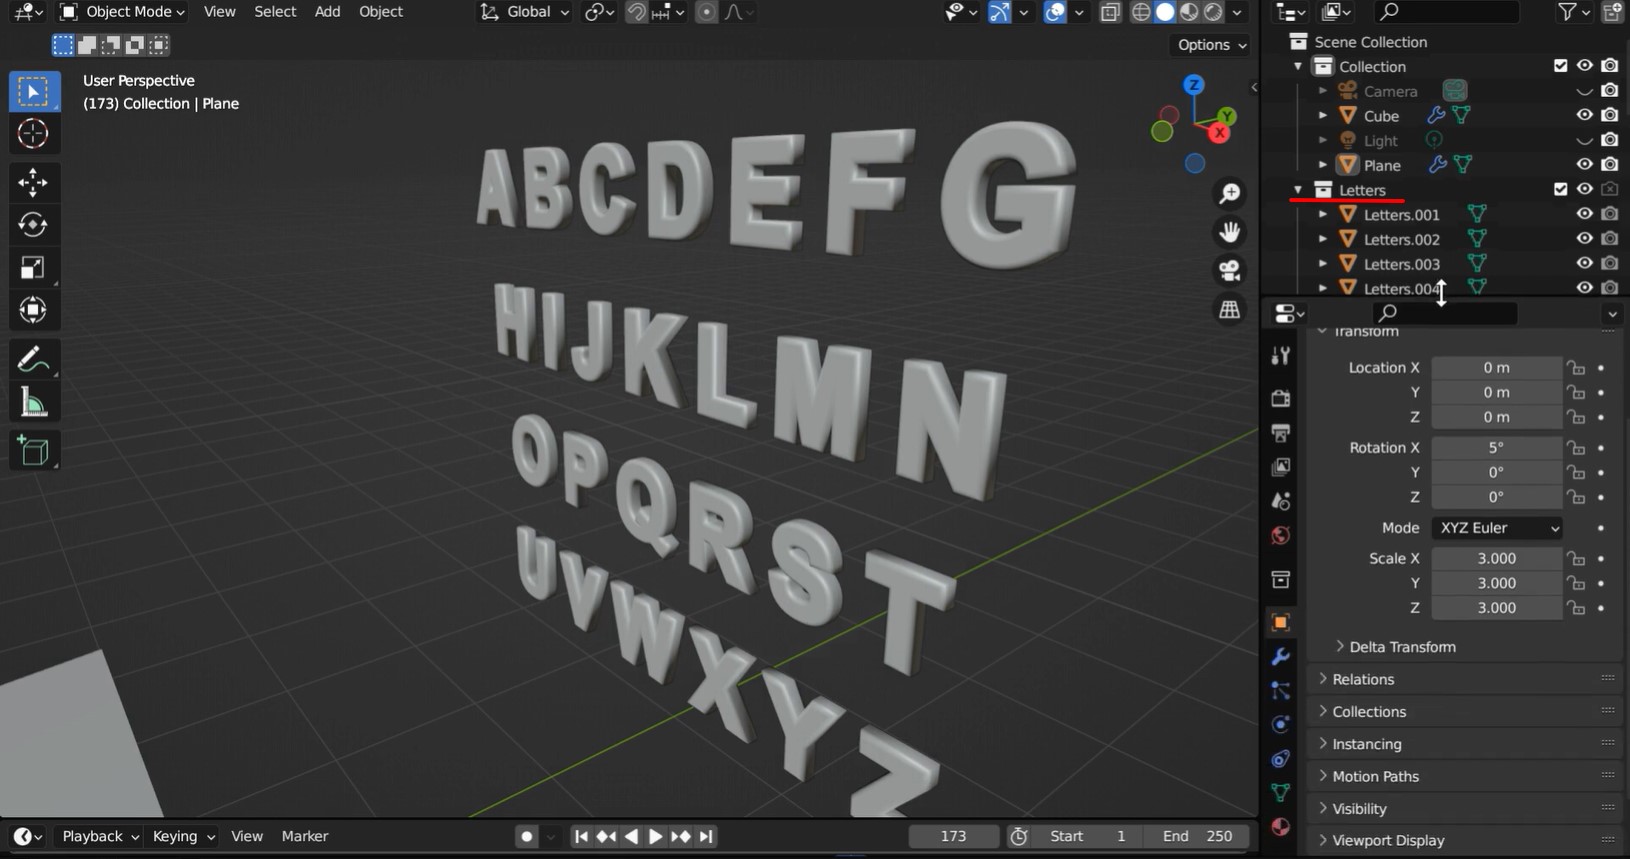 Object Mode View Select Add Object Global
Options
User Perspective
(173) Collection | Plane
Z
Y
X
ABCDEFG
HIJKLMN
OPQRST
UVWXYZ
Scene Collection
Collection
Camera
Cube
Light
Plane
Letters
Letters.001
Letters.002
Letters.003
Letters.004
Transform
Location X 0 m
Y 0 m
Z 0 m
Rotation X 5°
Y 0°
Z 0°
Mode XYZ Euler
Scale X 3.000
Y 3.000
Z 3.000
Delta Transform
Relations
Collections
Instancing
Motion Paths
Visibility
Viewport Display
Playback Keying View Marker 173 Start 1 End 250